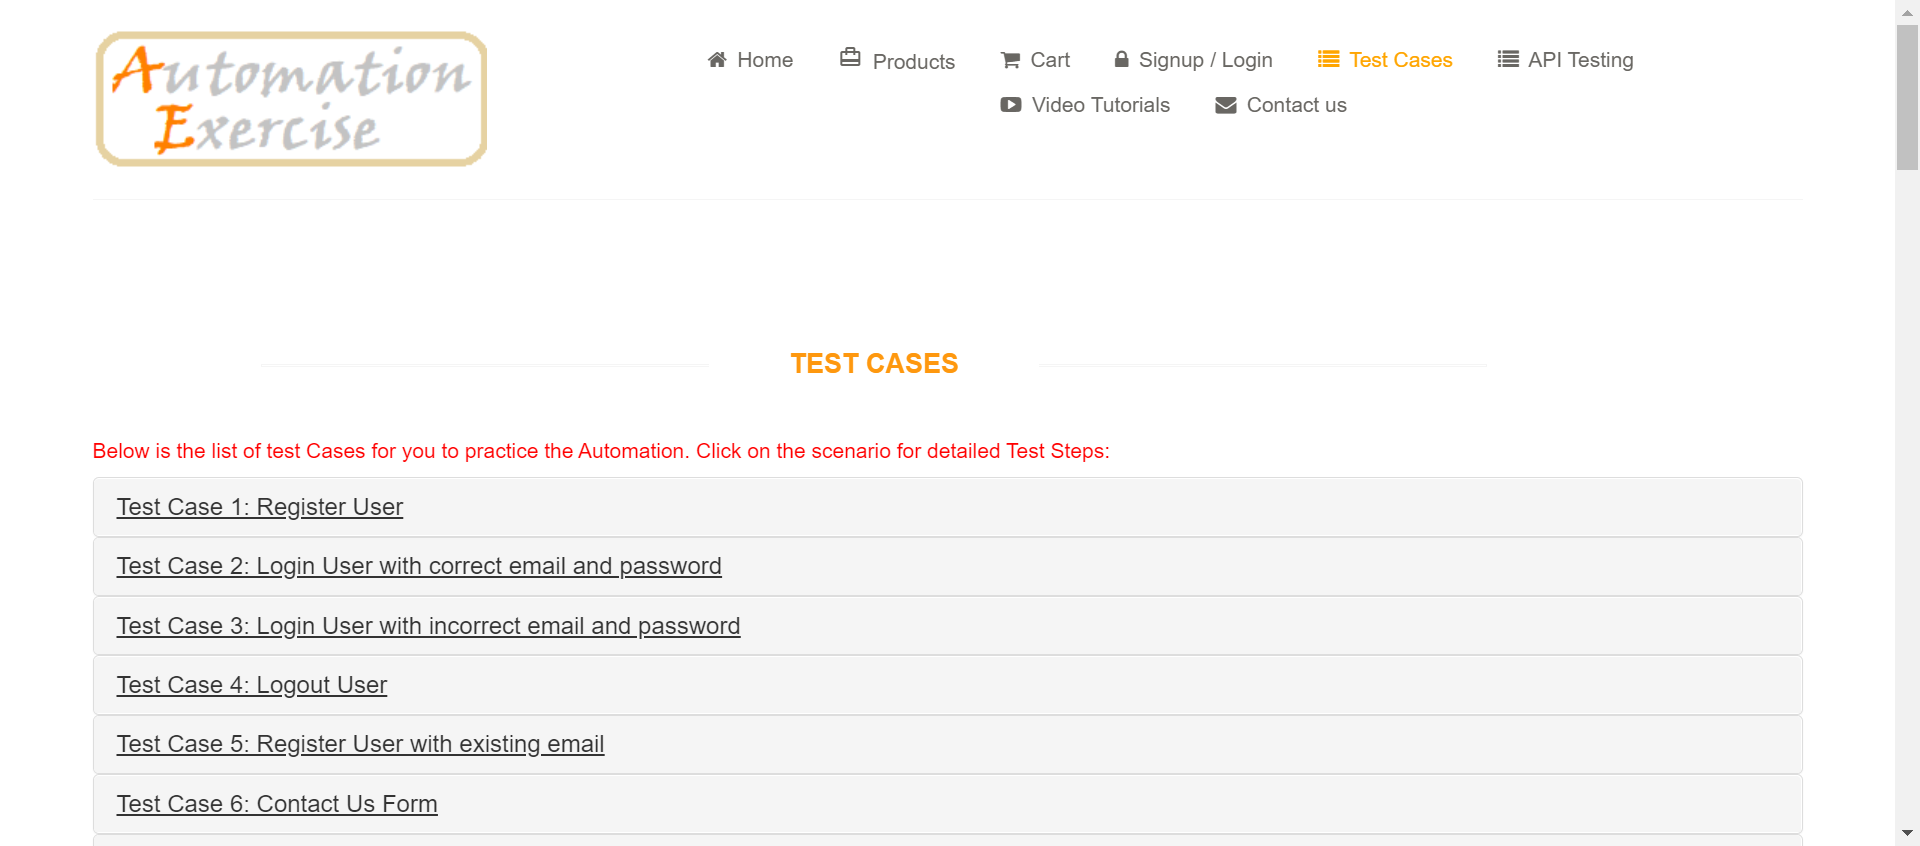 Automation
Exercise
Home Products Cart Signup / Login Test Cases API Testing
Video Tutorials Contact us
TEST CASES
Below is the list of test Cases for you to practice the Automation. Click on the scenario for detailed Test Steps:
Test Case 1: Register User
Test Case 2: Login User with correct email and password
Test Case 3: Login User with incorrect email and password
Test Case 4: Logout User
Test Case 5: Register User with existing email
Test Case 6: Contact Us Form